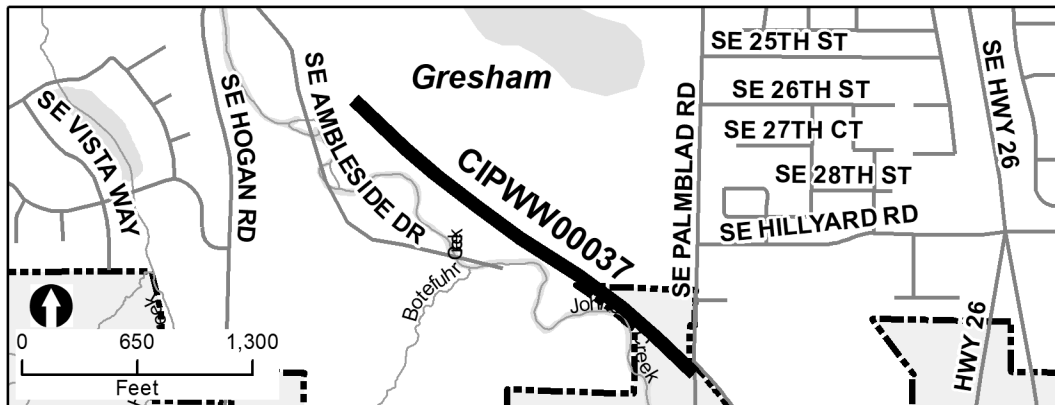 Gresham
SE 25TH ST
SE 26TH ST
SE 27TH CT
SE 28TH ST
SE HILLYARD RD
SE HWY 26
HWY 26
SE PALMBLAD RD
CIPWW00037
SE AMBLESIDE DR
SE HOGAN RD
SE VISTA WAY
Botefuhr Creek
Creek
0 650 1,300
Feet